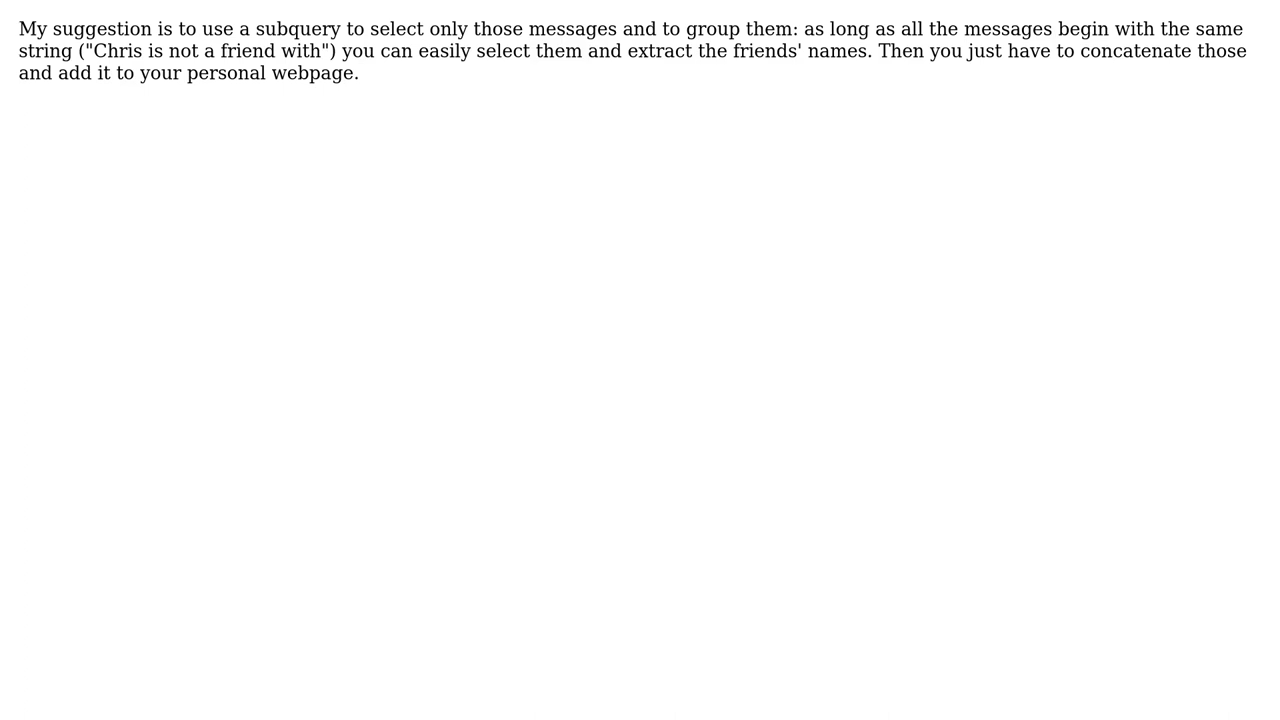 My suggestion is to use a subquery to select only those messages and to group them: as long as all the messages begin with the same
string ("Chris is not a friend with") you can easily select them and extract the friends' names. Then you just have to concatenate those
and add it to your personal webpage.